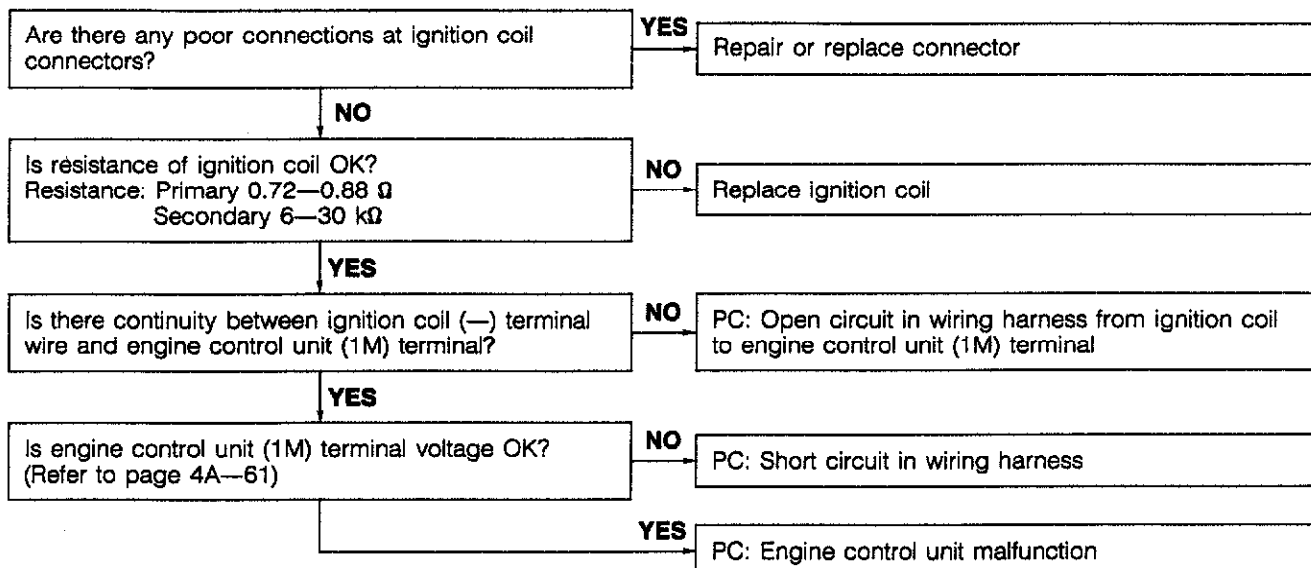 Are there any poor connections at ignition coil
connectors?
YES
Repair or replace connector
NO
Is resistance of ignition coil OK?
Resistance: Primary 0.72—0.88 Ω
Secondary 6—30 kΩ
NO
Replace ignition coil
YES
Is there continuity between ignition coil (—) terminal
wire and engine control unit (1M) terminal?
NO
PC: Open circuit in wiring harness from ignition coil
to engine control unit (1M) terminal
YES
Is engine control unit (1M) terminal voltage OK?
(Refer to page 4A—61)
NO
PC: Short circuit in wiring harness
YES
PC: Engine control unit malfunction